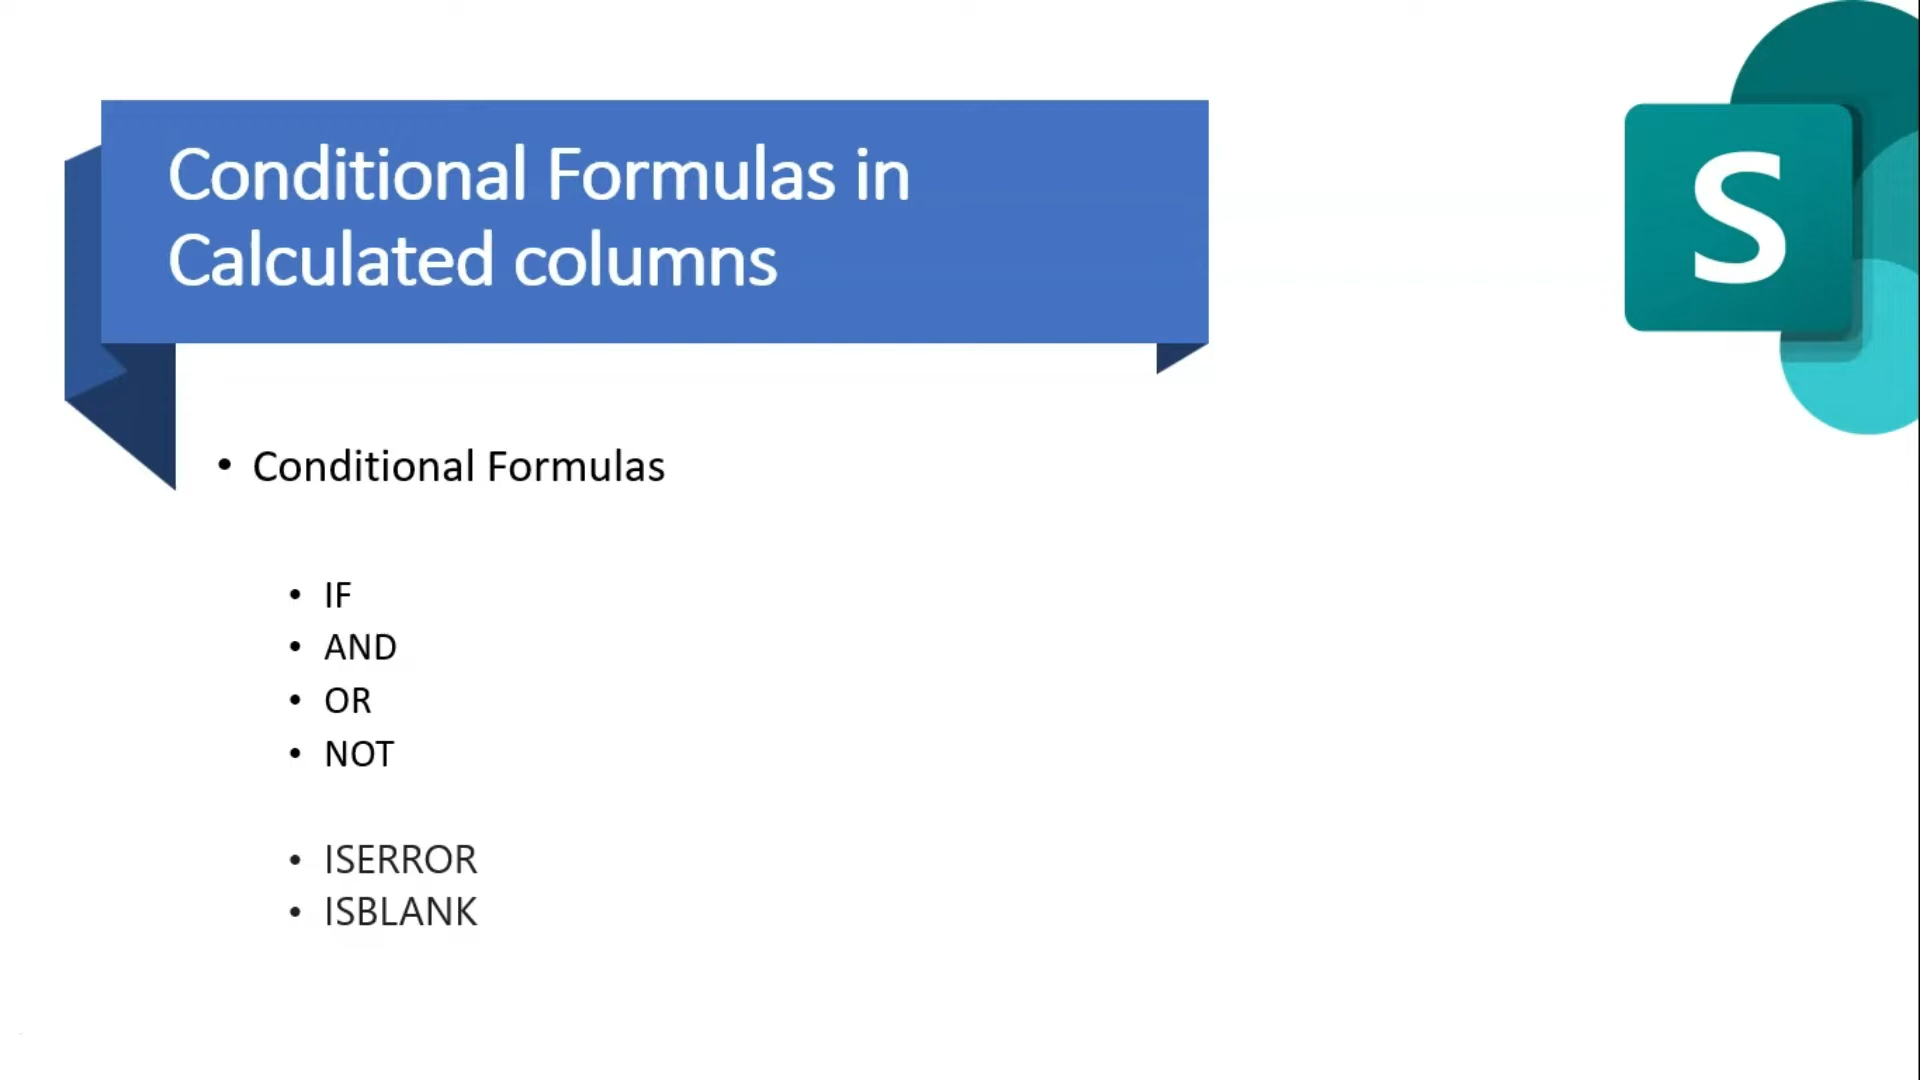 Conditional Formulas in
Calculated columns
S
• Conditional Formulas
• IF
• AND
• OR
• NOT
• ISERROR
• ISBLANK